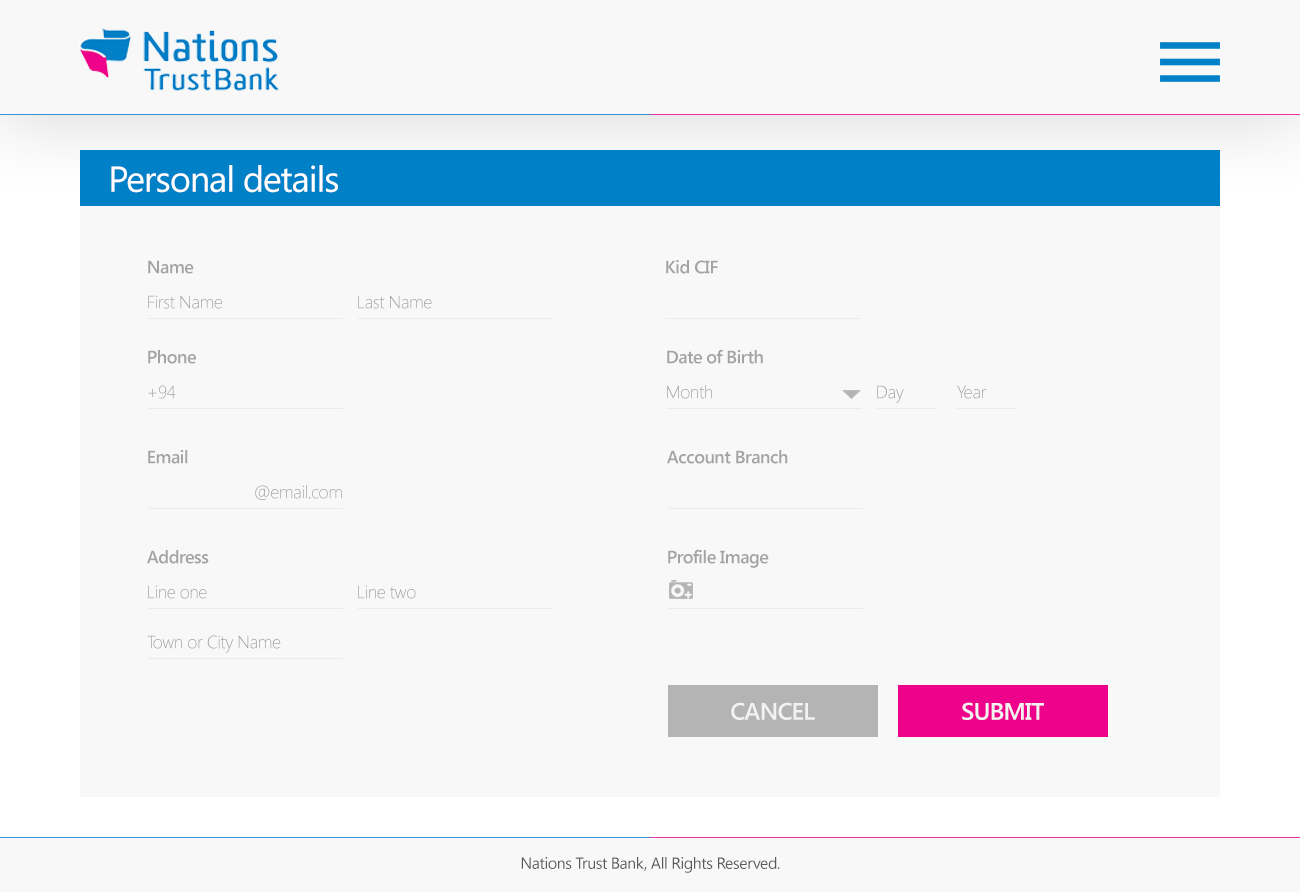 Nations
TrustBank
Personal details
Name
First Name Last Name
Phone
+94
Email
@email.com
Address
Line one Line two
Town or City Name
Kid CIF
Date of Birth
Month Day Year
Account Branch
Profile Image
CANCEL SUBMIT
Nations Trust Bank, All Rights Reserved.